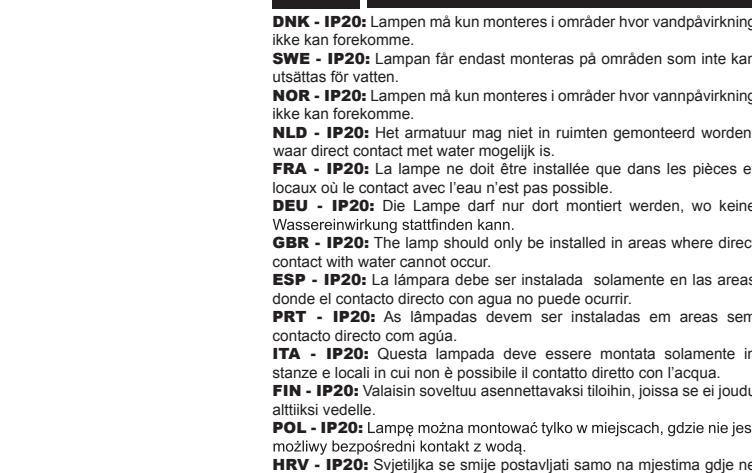 DNK - IP20: Lampen må kun monteres i områder hvor vandpåvirkning
ikke kan forekomme.
SWE - IP20: Lampan får endast monteras på områden som inte kan
utsättas för vatten.
NOR - IP20: Lampen må kun monteres i områder hvor vannpåvirkning
ikke kan forekomme.
NLD - IP20: Het armatuur mag niet in ruimten gemonteerd worden
waar direct contact met water mogelijk is.
FRA - IP20: La lampe ne doit être installée que dans les pièces et
locaux où le contact avec l'eau n'est pas possible.
DEU - IP20: Die Lampe darf nur dort montiert werden, wo keine
Wassereinwirkung stattfinden kann.
GBR - IP20: The lamp should only be installed in areas where direct
contact with water cannot occur.
ESP - IP20: La lámpara debe ser instalada solamente en las areas
donde el contacto directo con agua no puede ocurrir.
PRT - IP20: As lâmpadas devem ser instaladas em areas sem
contacto directo com agúa.
ITA - IP20: Questa lampada deve essere montata solamente in
stanze e locali in cui non è possibile il contatto diretto con l'acqua.
FIN - IP20: Valaisin soveltuu asennettavaksi tiloihin, joissa se ei joudu
alttiiksi vedelle.
POL - IP20: Lampę można montować tylko w miejscach, gdzie nie jest
możliwy bezpośredni kontakt z wodą.
HRV - IP20: Svjetiljka se smije postavljati samo na mjestima gdje ne